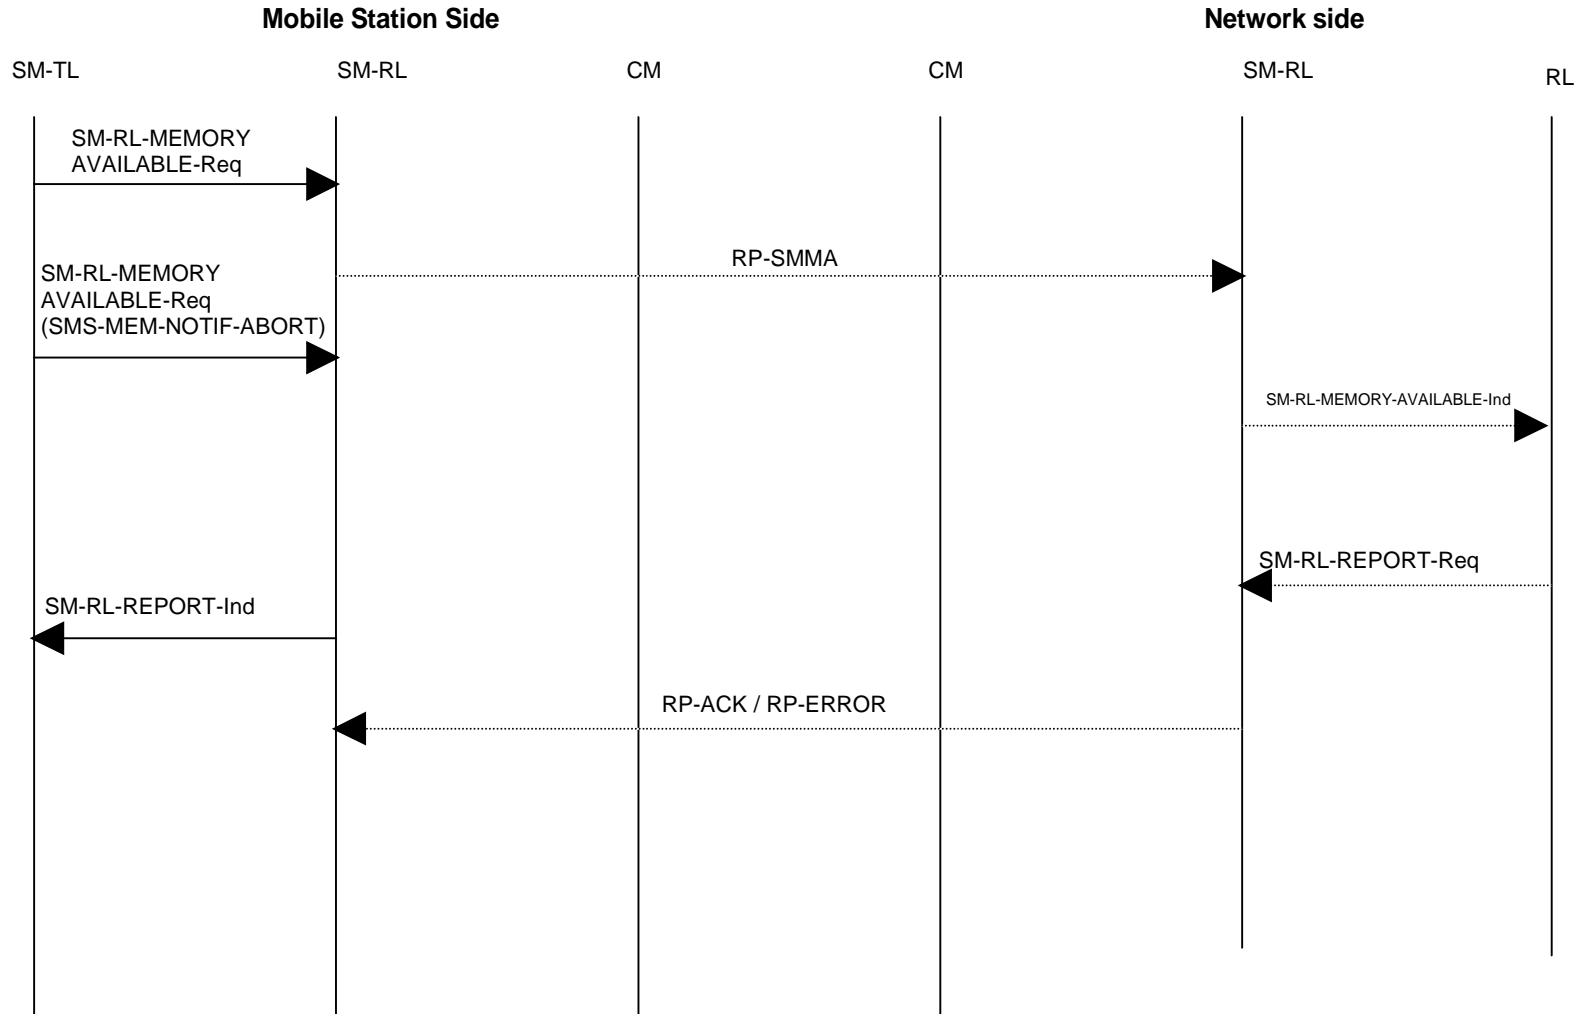 Mobile Station Side
Network side
SM-TL
SM-RL
CM
CM
SM-RL
RL
SM-RL-MEMORY
AVAILABLE-Req
RP-SMMA
SM-RL-MEMORY
AVAILABLE-Req
(SMS-MEM-NOTIF-ABORT)
SM-RL-MEMORY-AVAILABLE-Ind
SM-RL-REPORT-Req
SM-RL-REPORT-Ind
RP-ACK / RP-ERROR